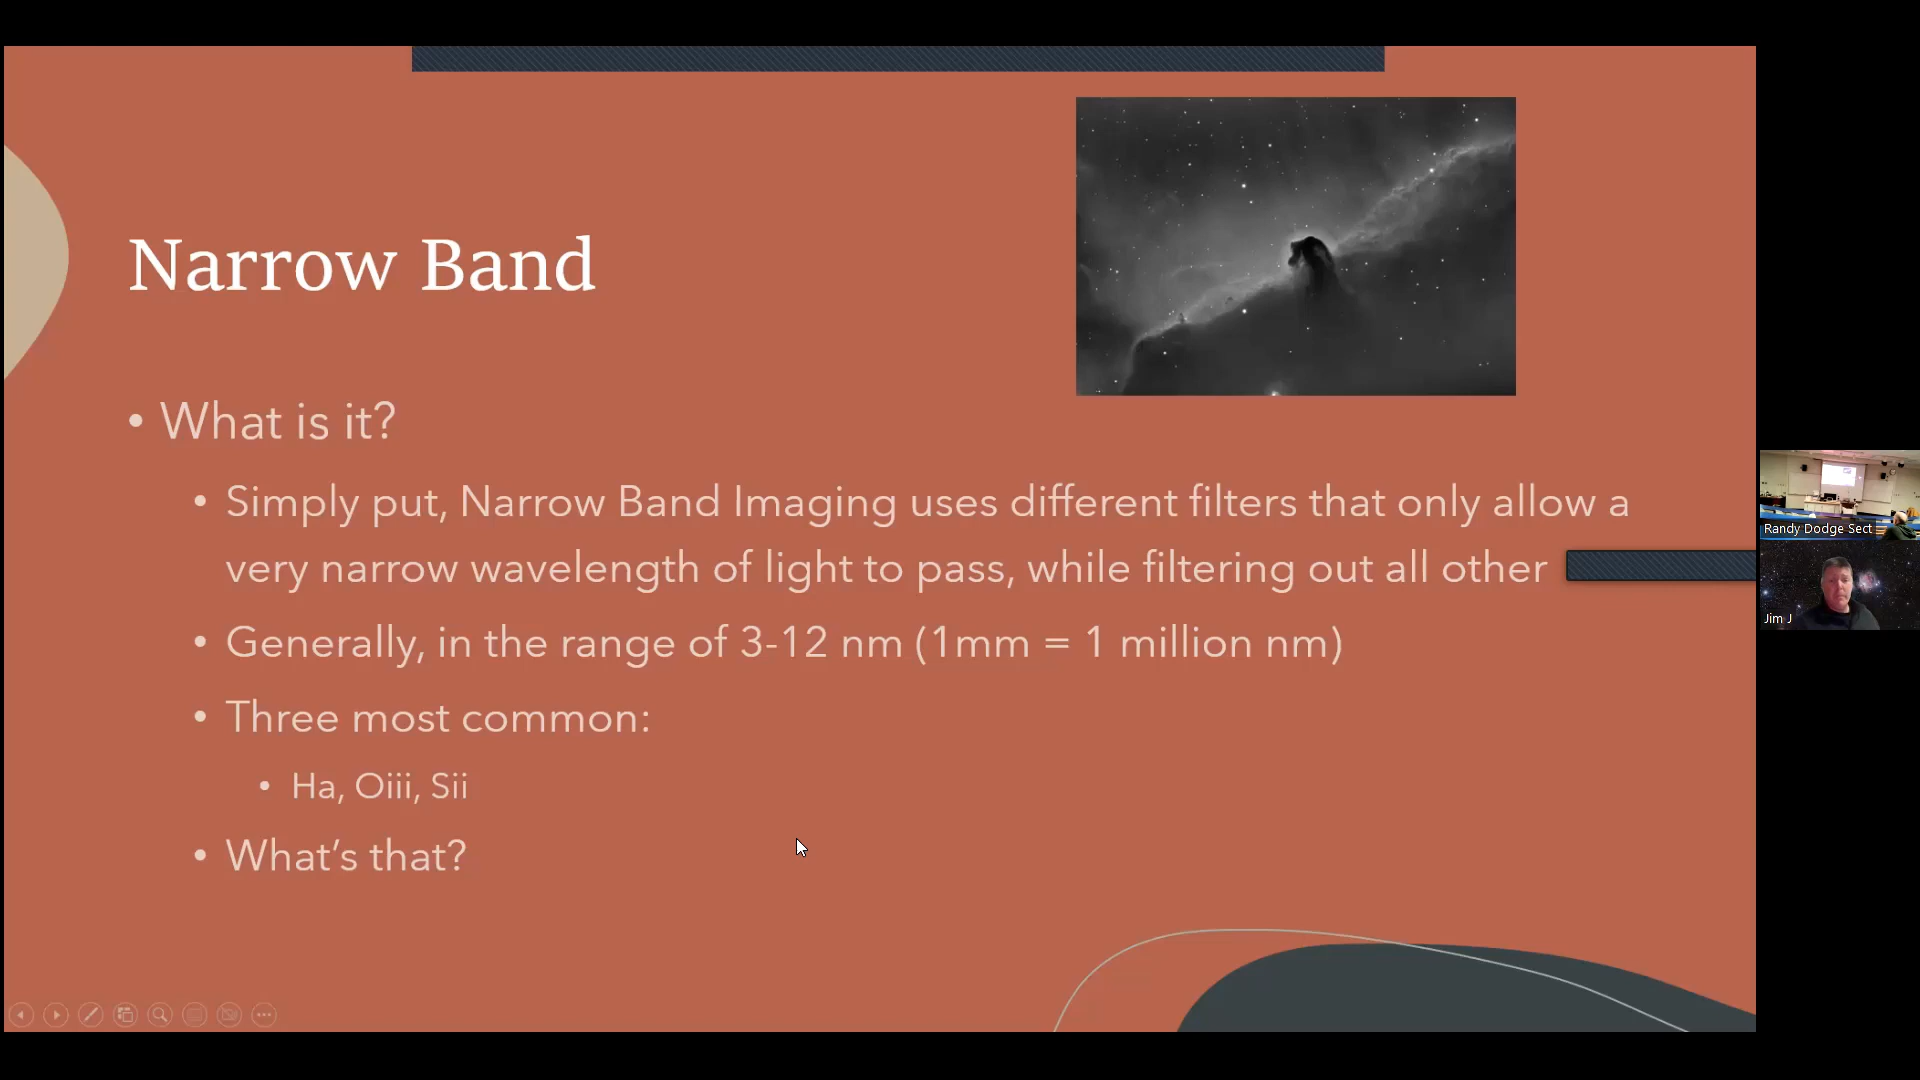 Narrow Band
• What is it?
• Simply put, Narrow Band Imaging uses different filters that only allow a
very narrow wavelength of light to pass, while filtering out all other
• Generally, in the range of 3-12 nm (1mm = 1 million nm)
• Three most common:
• Ha, Oiii, Sii
• What’s that?
Randy Dodge Sect
Jim J